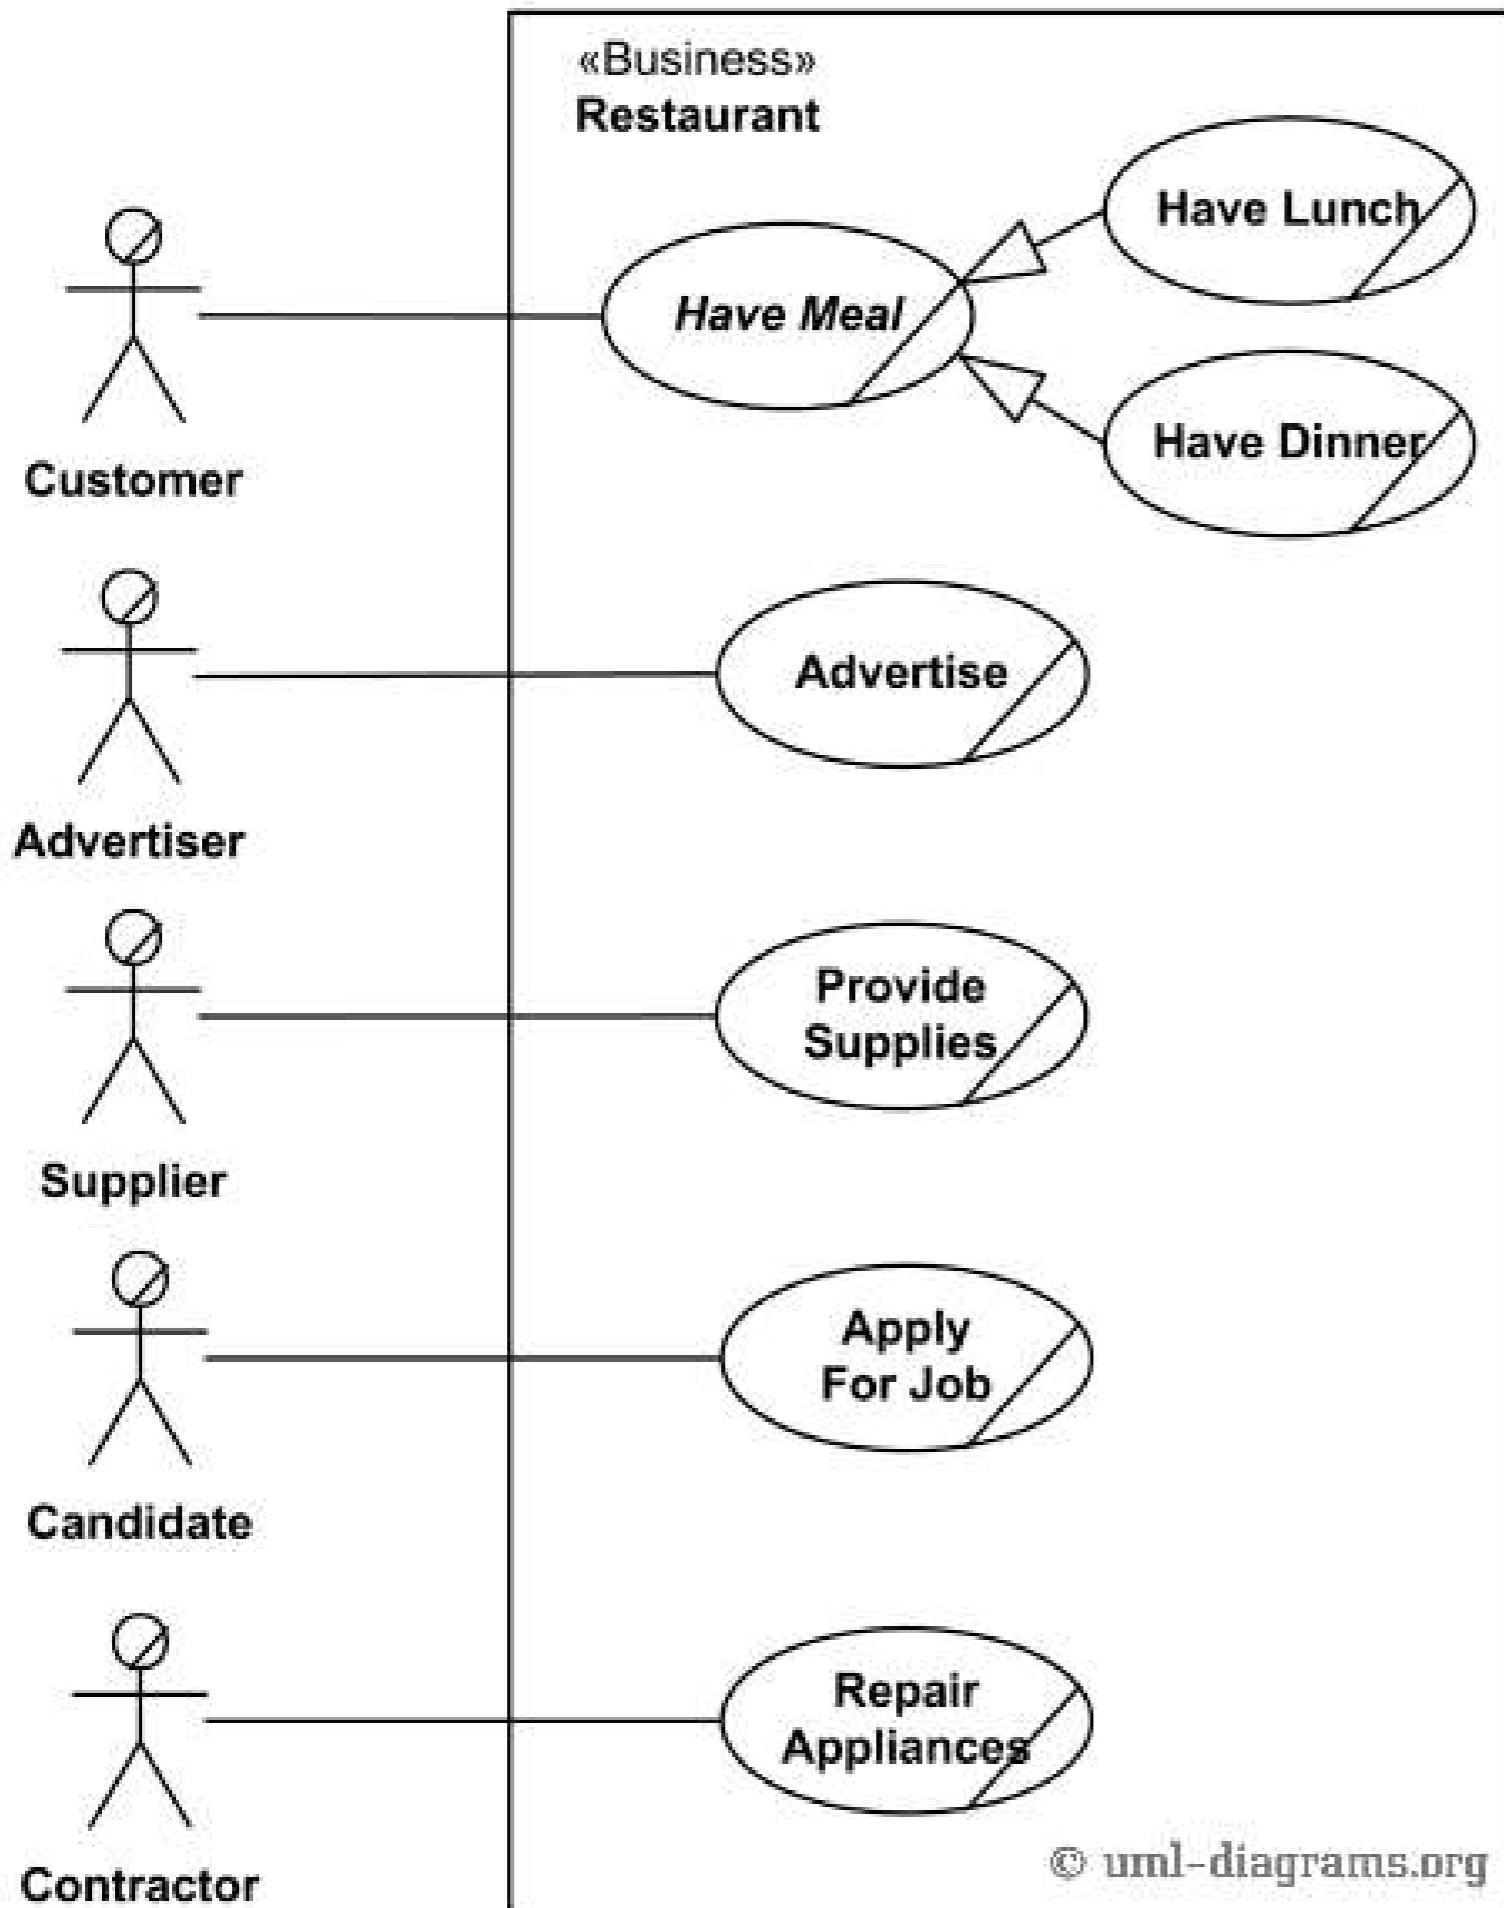 «Business»
Restaurant
Have Lunch
Have Meal
Have Dinner
Customer
Advertise
Advertiser
Provide
Supplies
Supplier
Apply
For Job
Candidate
Repair
Appliances
© uml-diagrams.org
Contractor